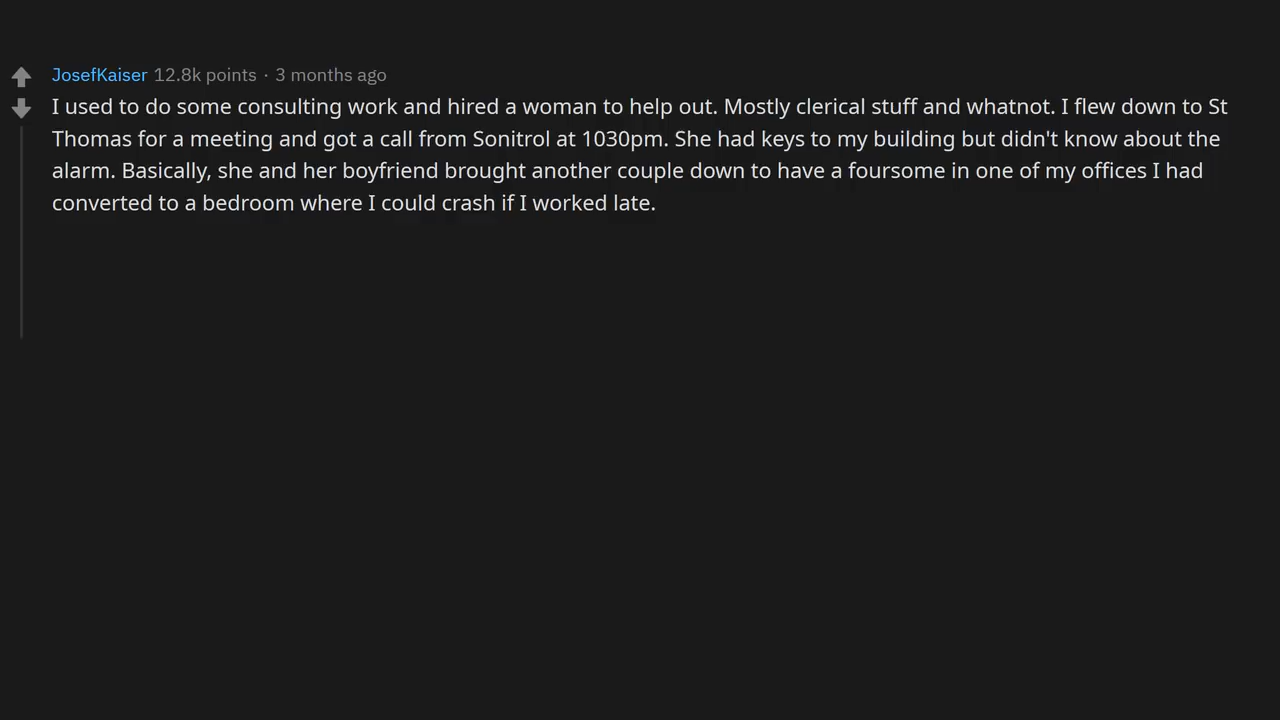 JosefKaiser 12.8k points · 3 months ago
I used to do some consulting work and hired a woman to help out. Mostly clerical stuff and whatnot. I flew down to St
Thomas for a meeting and got a call from Sonitrol at 1030pm. She had keys to my building but didn't know about the
alarm. Basically, she and her boyfriend brought another couple down to have a foursome in one of my offices I had
converted to a bedroom where I could crash if I worked late.